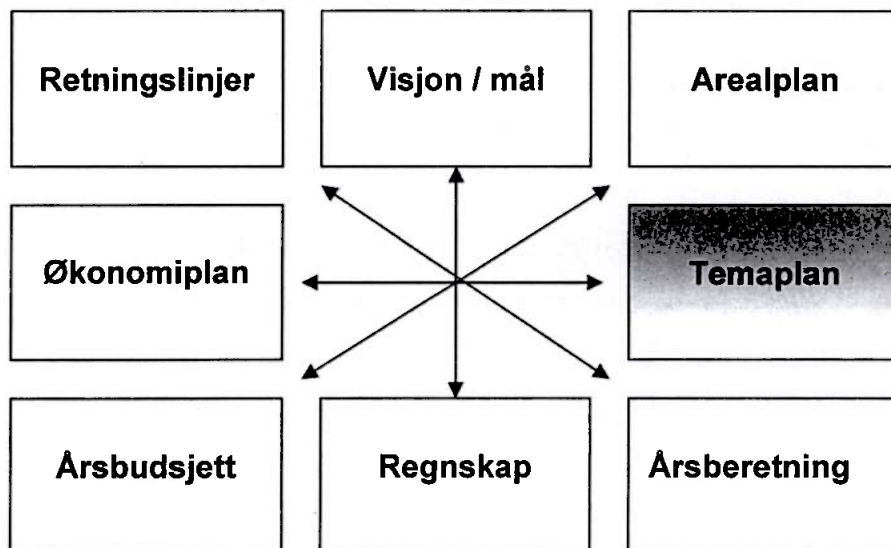 Retningslinjer
Visjon / mål
Arealplan
Økonomiplan
Temaplan
Årsbudsjett
Regnskap
Årsberetning